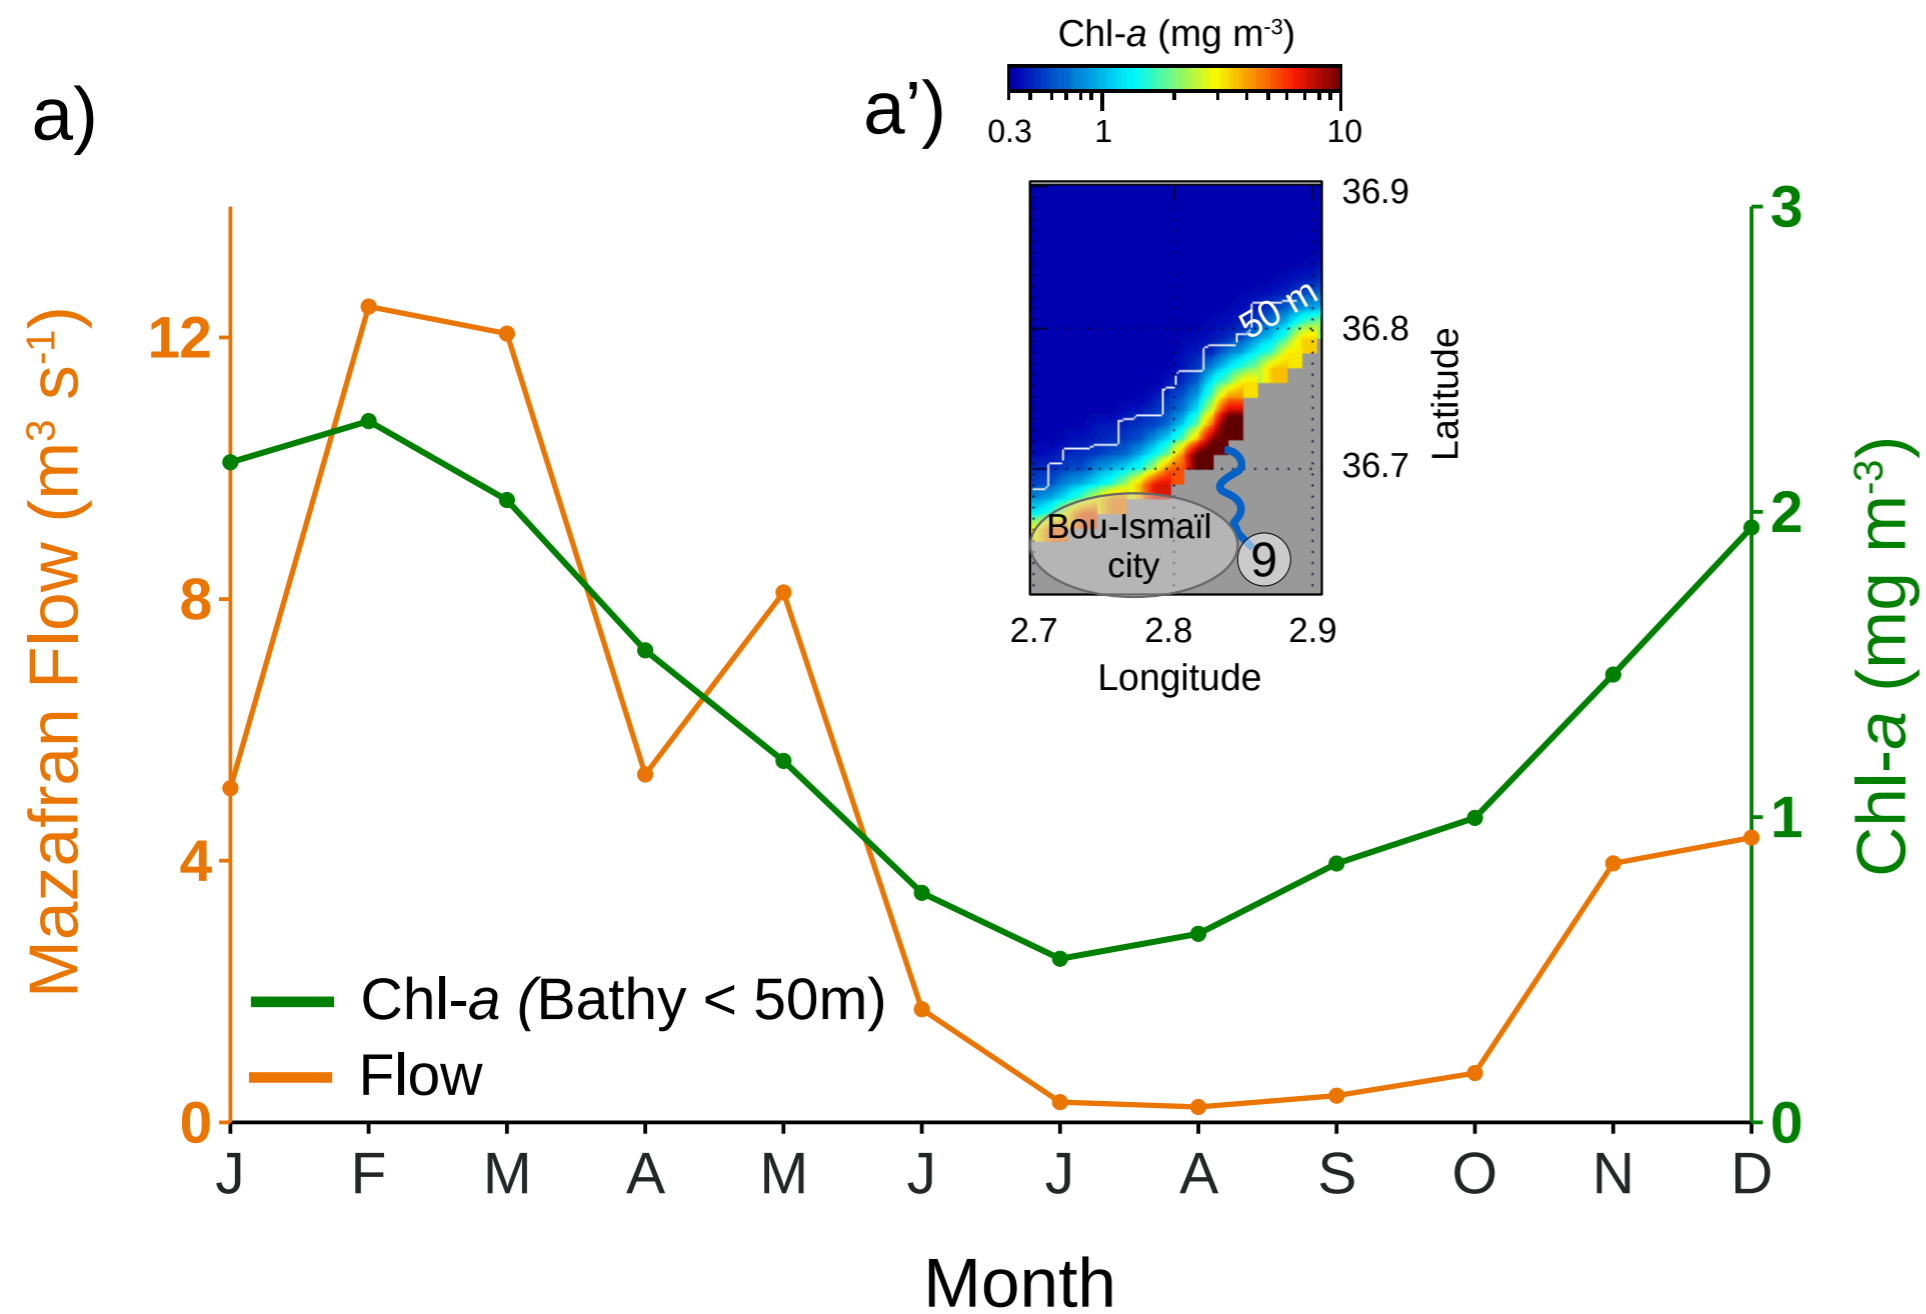 a)
a’)
Chl-a (mg m-3)
0.3 1 10
36.9
36.8
36.7
Latitude
50 m
Bou-Ismaïl
city
9
2.7 2.8 2.9
Longitude
Mazafran Flow (m3 s-1)
12
8
4
0
3
2
1
0
Chl-a (mg m-3)
Chl-a (Bathy < 50m)
Flow
J F M A M J J A S O N D
Month